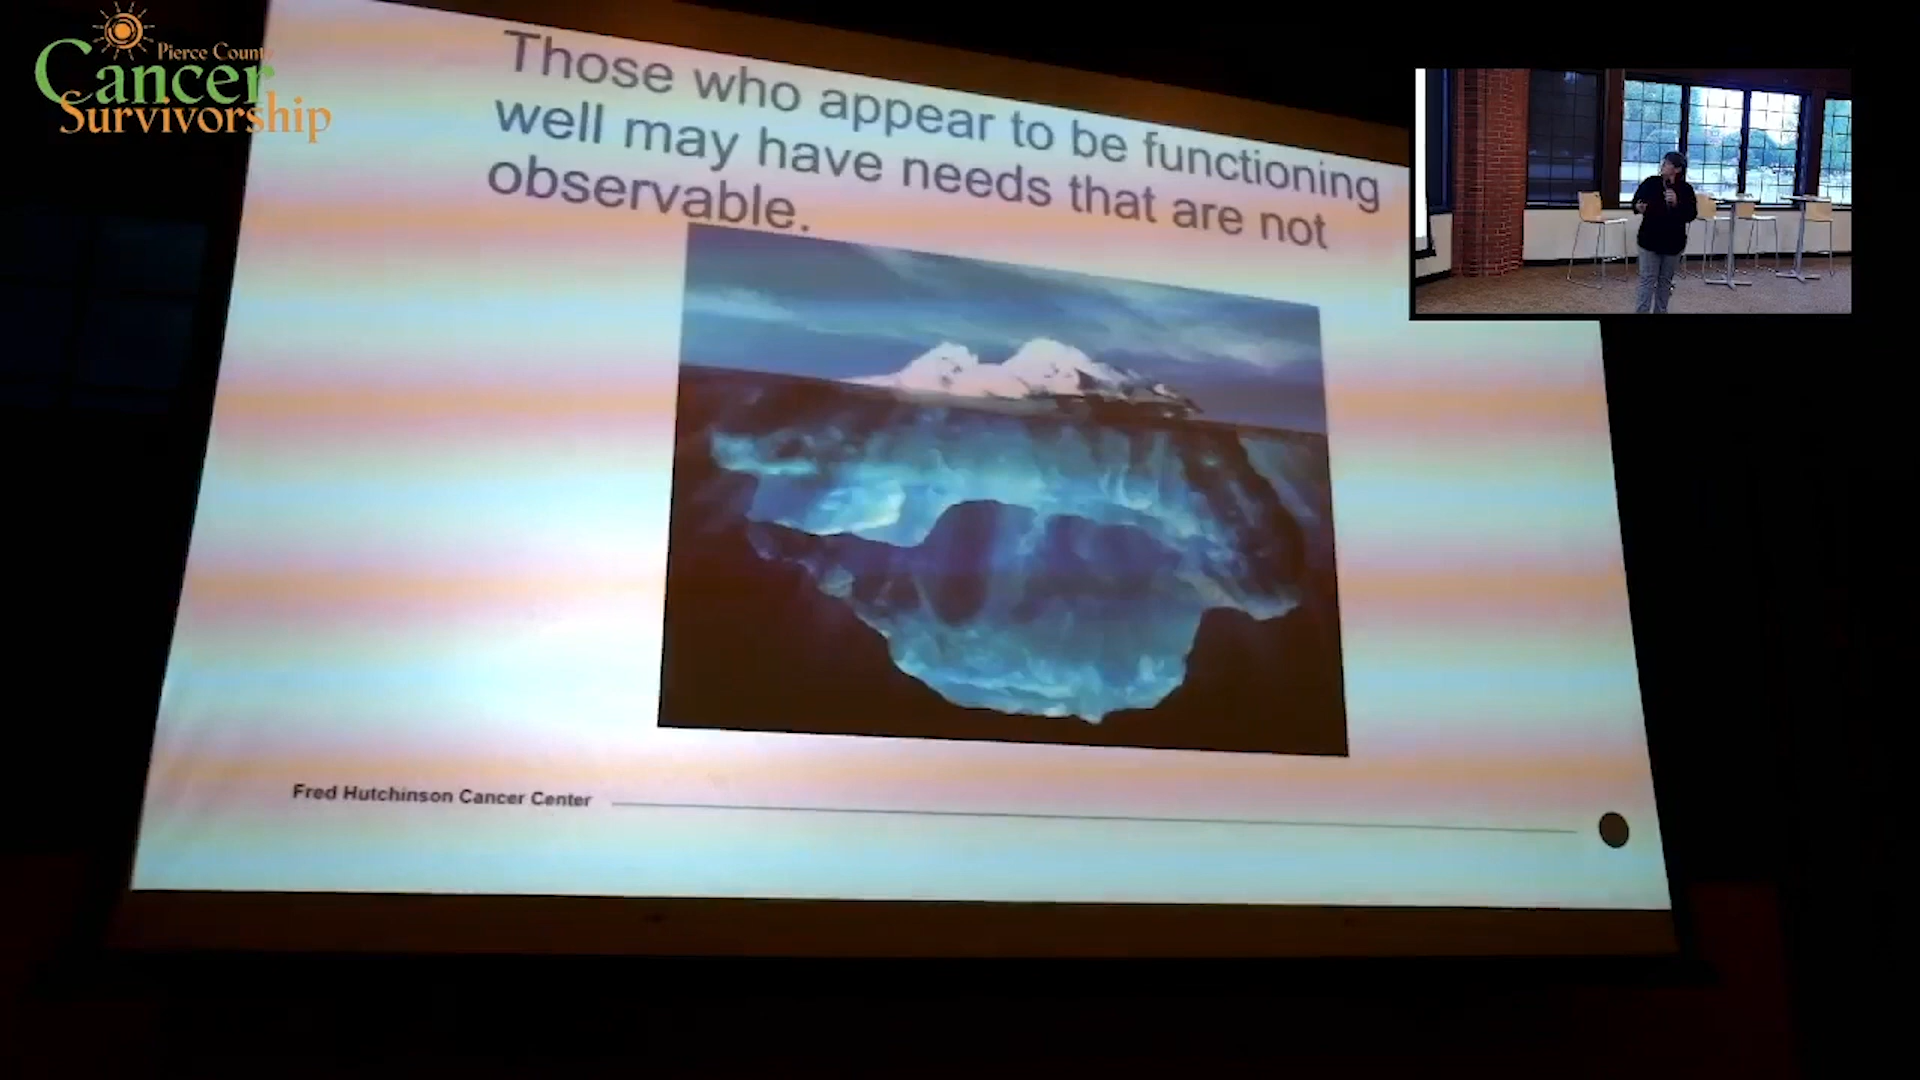 Pierce County
Cancer
Survivorship
Those who appear to be functioning
well may have needs that are not
observable.
Fred Hutchinson Cancer Center